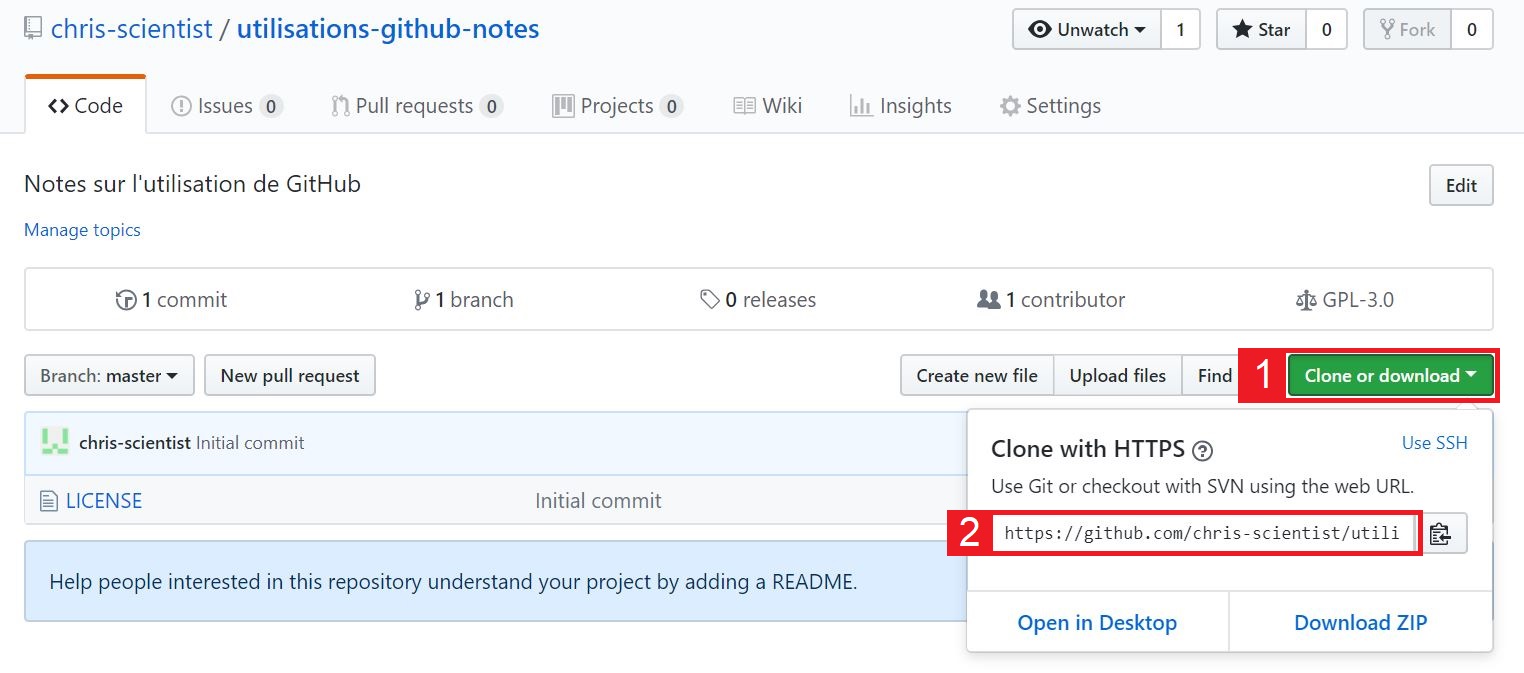 chris-scientist / utilisations-github-notes
Unwatch 1 Star 0 Fork 0
Code Issues 0 Pull requests 0 Projects 0 Wiki Insights Settings
Notes sur l'utilisation de GitHub
Edit
Manage topics
1 commit 1 branch 0 releases 1 contributor GPL-3.0
Branch: master New pull request Create new file Upload files Find 1 Clone or download
chris-scientist Initial commit
LICENSE Initial commit
Help people interested in this repository understand your project by adding a README.
Clone with HTTPS ? Use SSH
Use Git or checkout with SVN using the web URL.
2 https://github.com/chris-scientist/utili
Open in Desktop Download ZIP